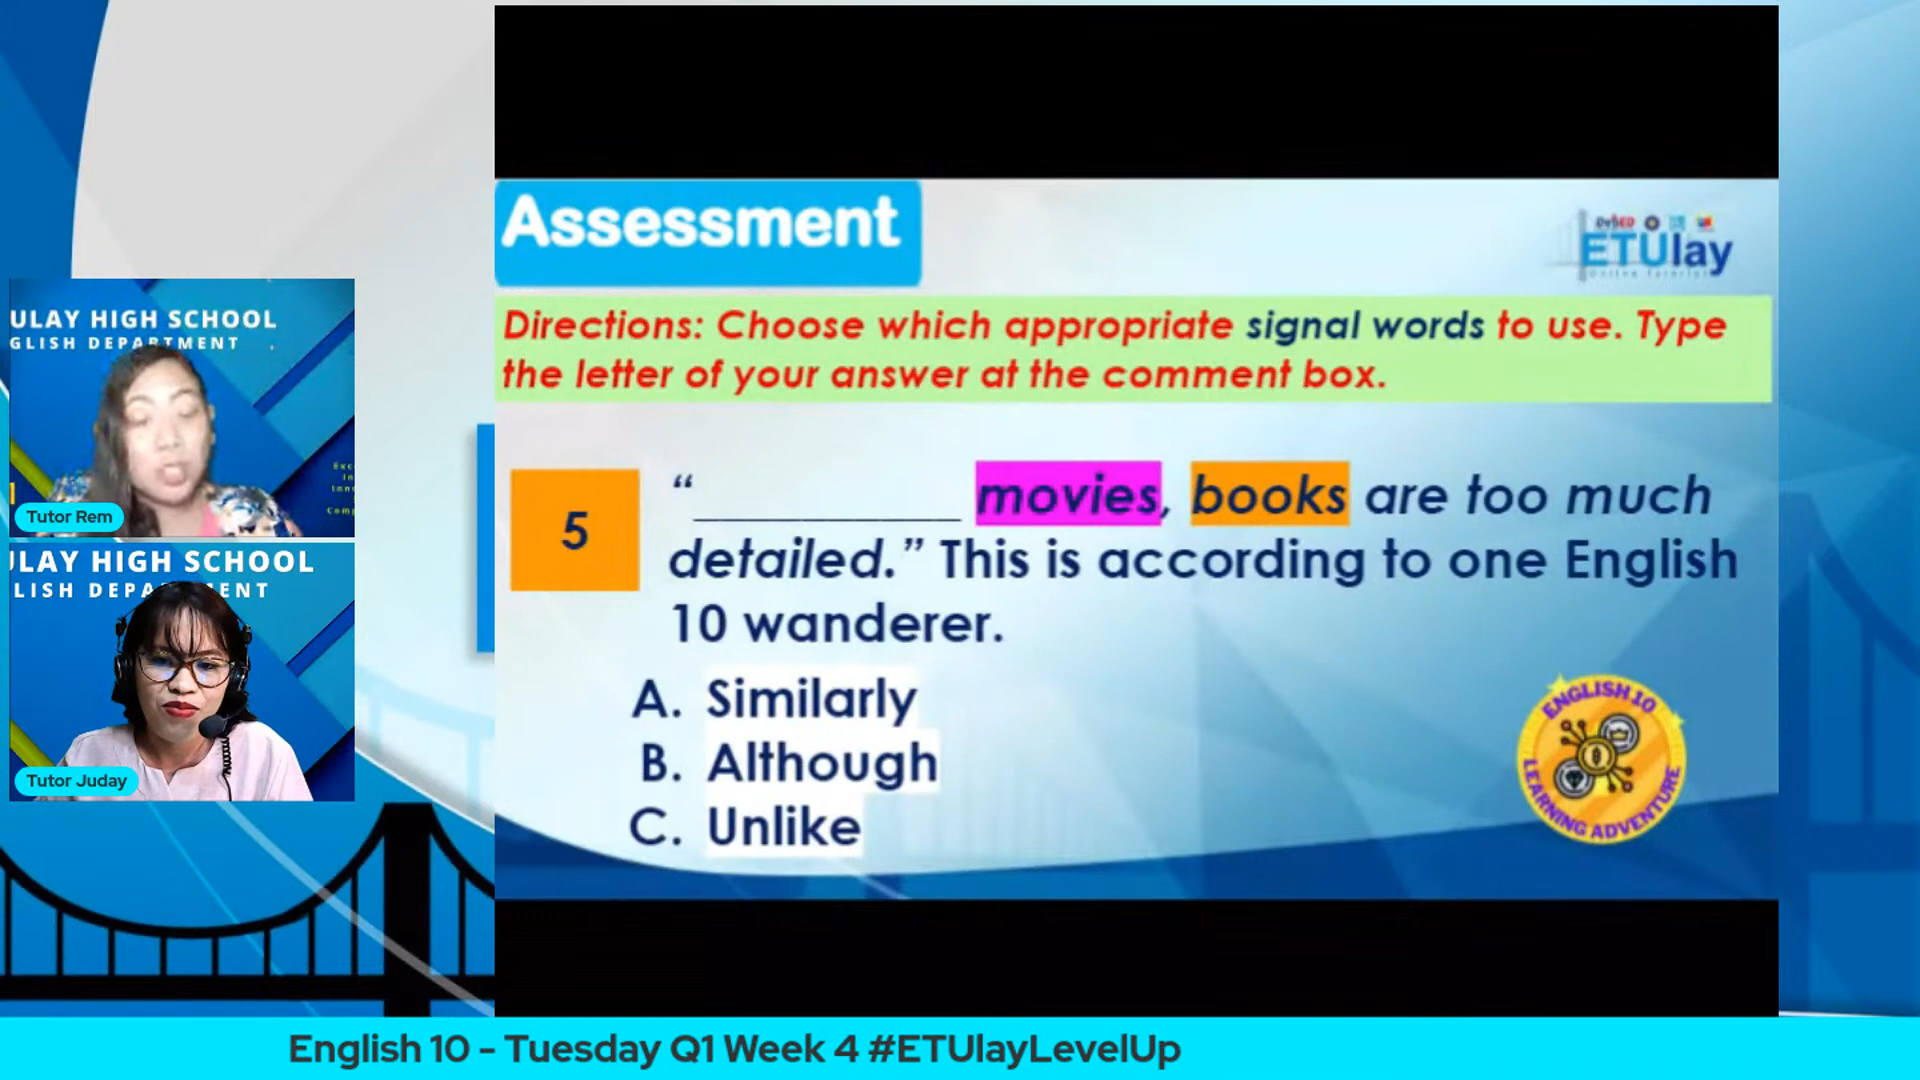 Assessment
ETUlay
Directions: Choose which appropriate signal words to use. Type
the letter of your answer at the comment box.
5
“__________ movies, books are too much
detailed.” This is according to one English
10 wanderer.
A. Similarly
B. Although
C. Unlike
ENGLISH 10
LEARNING ADVENTURE
ULAY HIGH SCHOOL
GLISH DEPARTMENT
Tutor Rem
ULAY HIGH SCHOOL
LISH DEPA ENT
Tutor Juday
English 10 - Tuesday Q1 Week 4 #ETUlayLevelUp